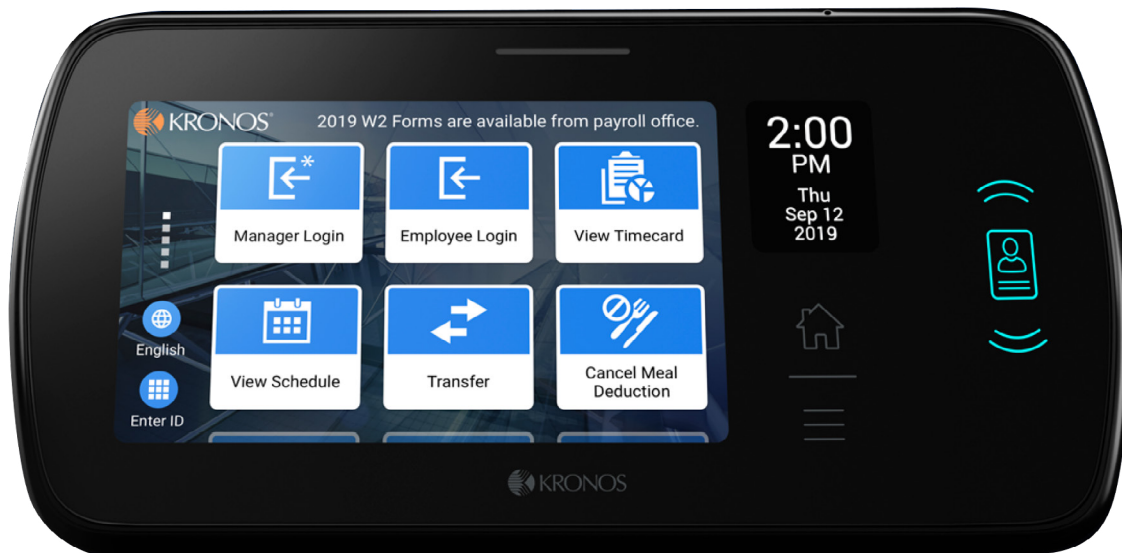 KRONOS®
2019 W2 Forms are available from payroll office.
Manager Login
Employee Login
View Timecard
English
Enter ID
View Schedule
Transfer
Cancel Meal
Deduction
2:00
PM
Thu
Sep 12
2019
KRONOS